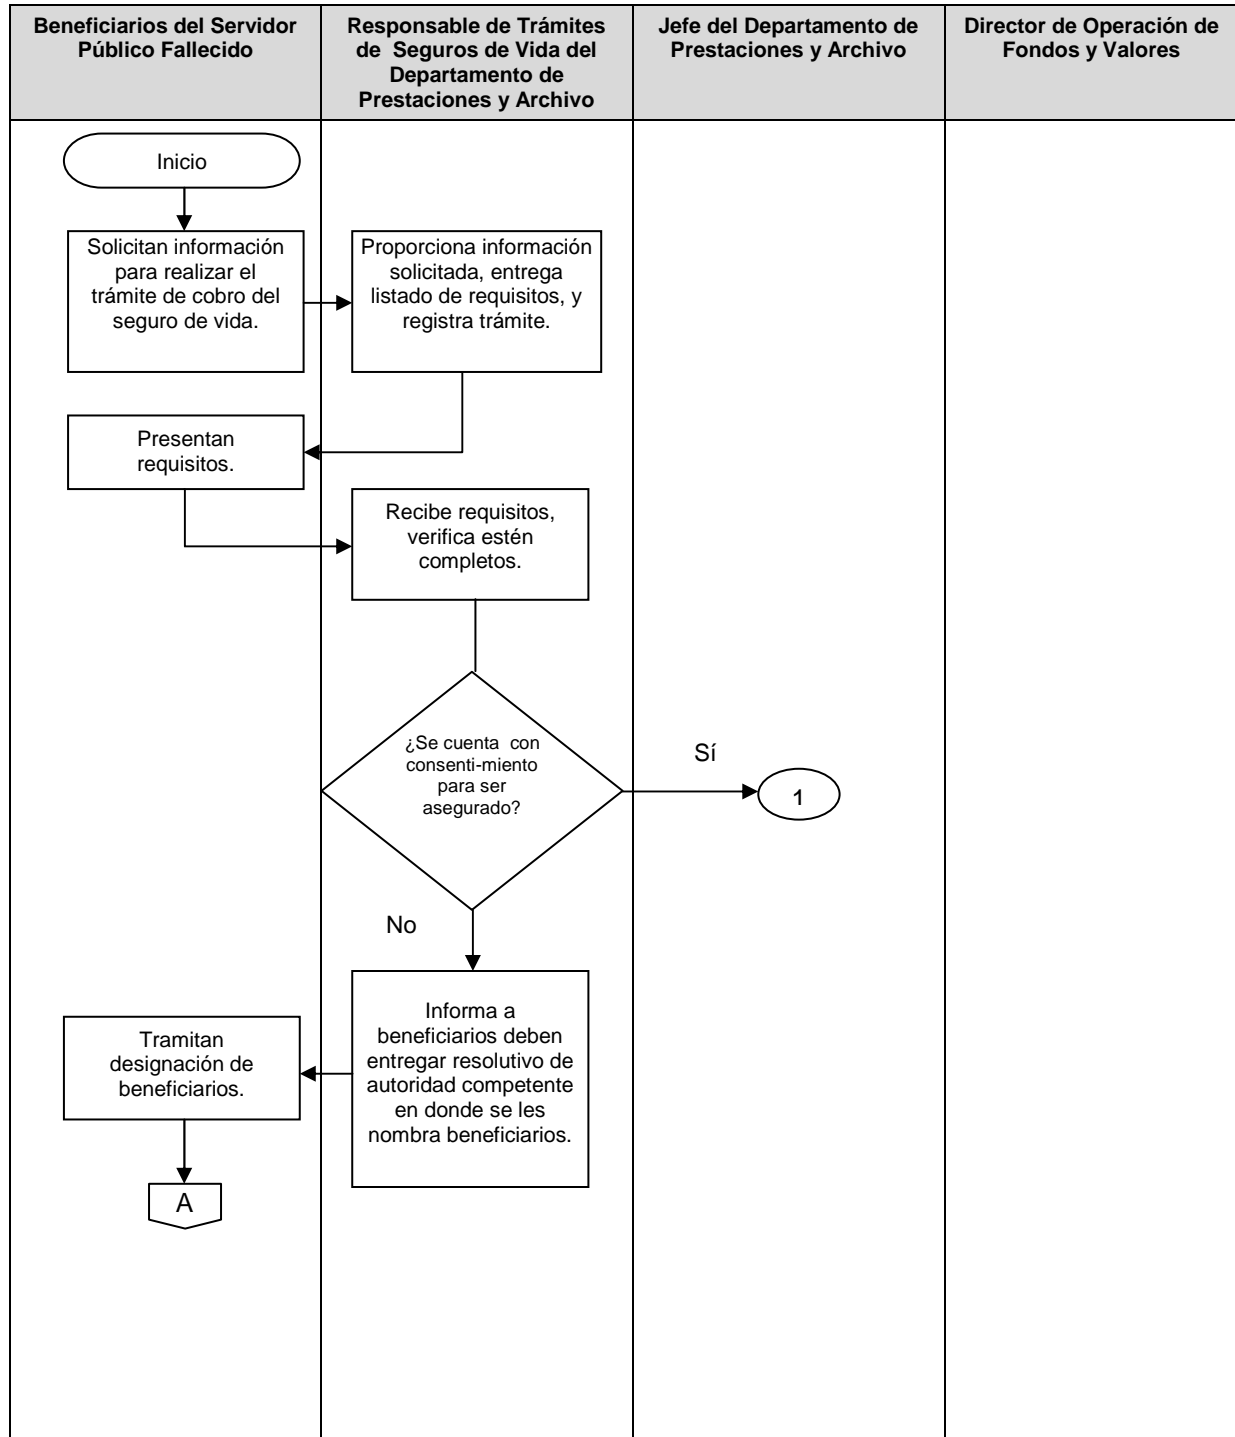 Beneficiarios del Servidor
Público Fallecido
Responsable de Trámites
de Seguros de Vida del
Departamento de
Prestaciones y Archivo
Jefe del Departamento de
Prestaciones y Archivo
Director de Operación de
Fondos y Valores
Inicio
Solicitan información
para realizar el
trámite de cobro del
seguro de vida.
Proporciona información
solicitada, entrega
listado de requisitos, y
registra trámite.
Presentan
requisitos.
Recibe requisitos,
verifica estén
completos.
¿Se cuenta con
consenti-miento
para ser
asegurado?
Sí
1
No
Informa a
beneficiarios deben
entregar resolutivo de
autoridad competente
en donde se les
nombra beneficiarios.
Tramitan
designación de
beneficiarios.
A